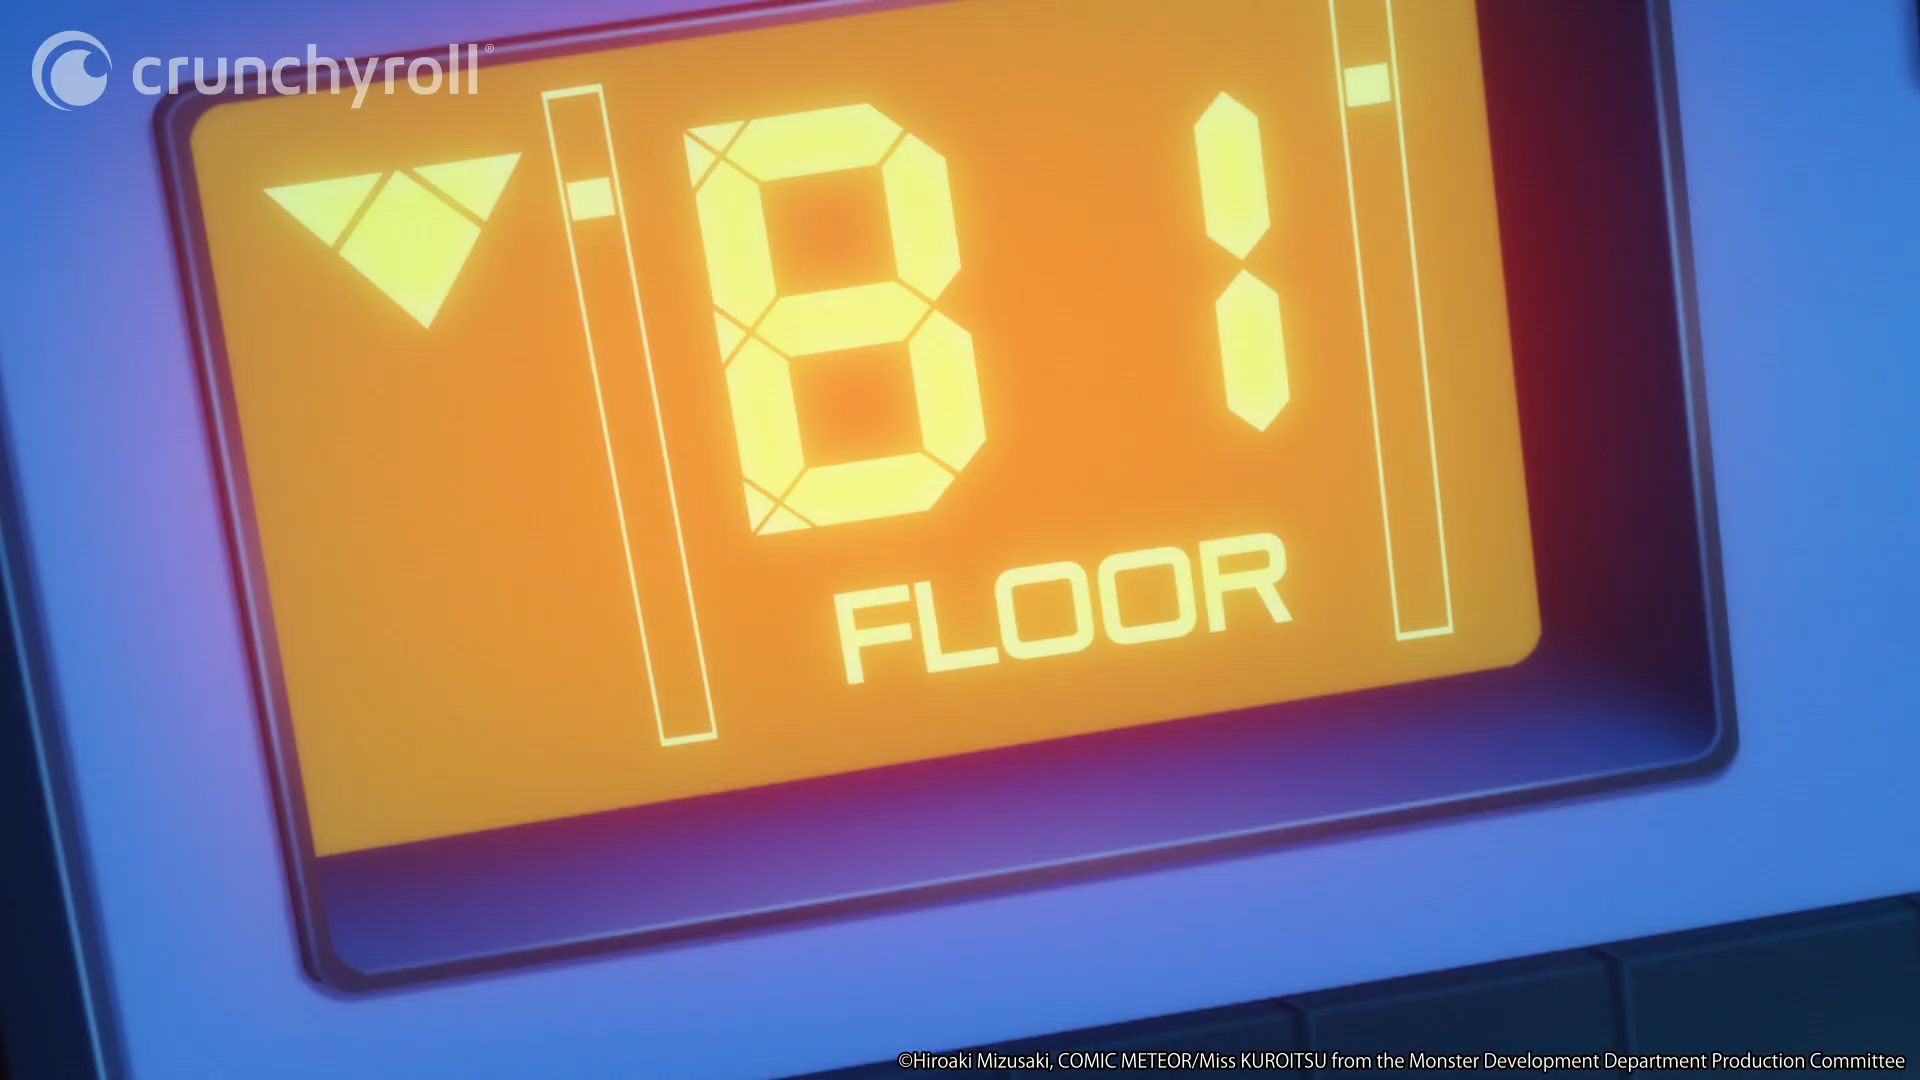 crunchyroll®
B1
FLOOR
©Hiroaki Mizusaki, COMIC METEOR/Miss KUROITSU from the Monster Development Department Production Committee